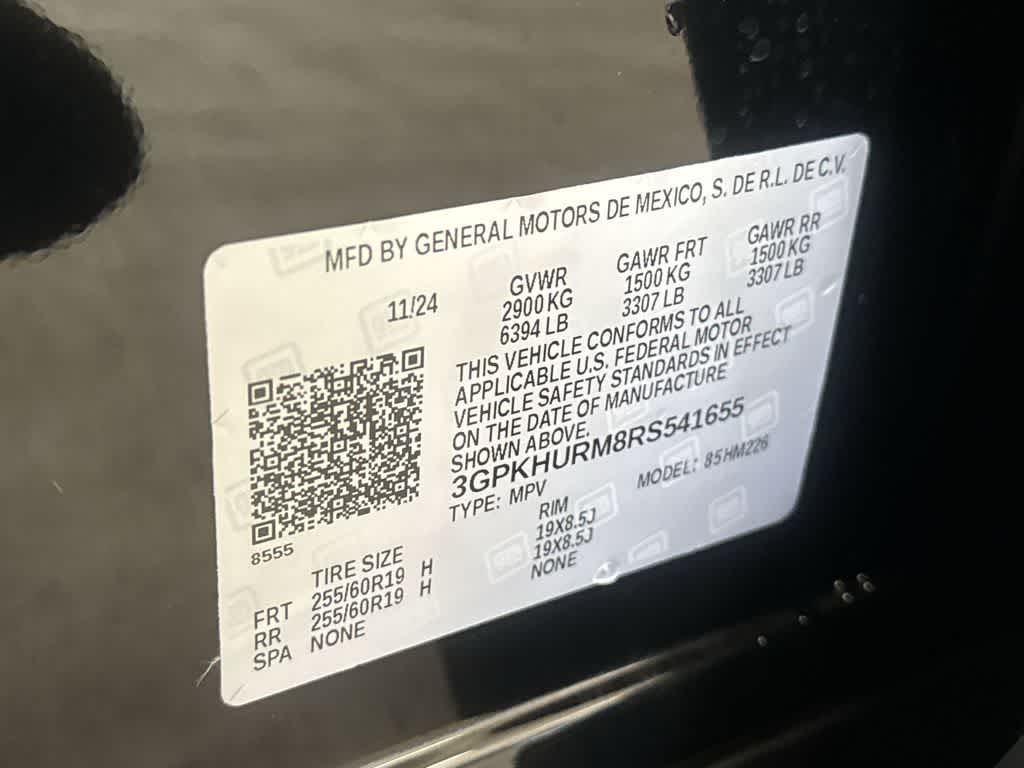 MFD BY GENERAL MOTORS DE MEXICO, S. DE R.L. DE C.V.
11/24 GVWR GAWR FRT GAWR RR
2900 KG 1500 KG 1500 KG
6394 LB 3307 LB 3307 LB
THIS VEHICLE CONFORMS TO ALL
APPLICABLE U.S. FEDERAL MOTOR
VEHICLE SAFETY STANDARDS IN EFFECT
ON THE DATE OF MANUFACTURE
SHOWN ABOVE.
3GPKHURM8RS541655
TYPE: MPV MODEL: 85HM226
8555
TIRE SIZE RIM
FRT 255/60R19 H 19X8.5J
RR 255/60R19 H 19X8.5J
SPA NONE NONE